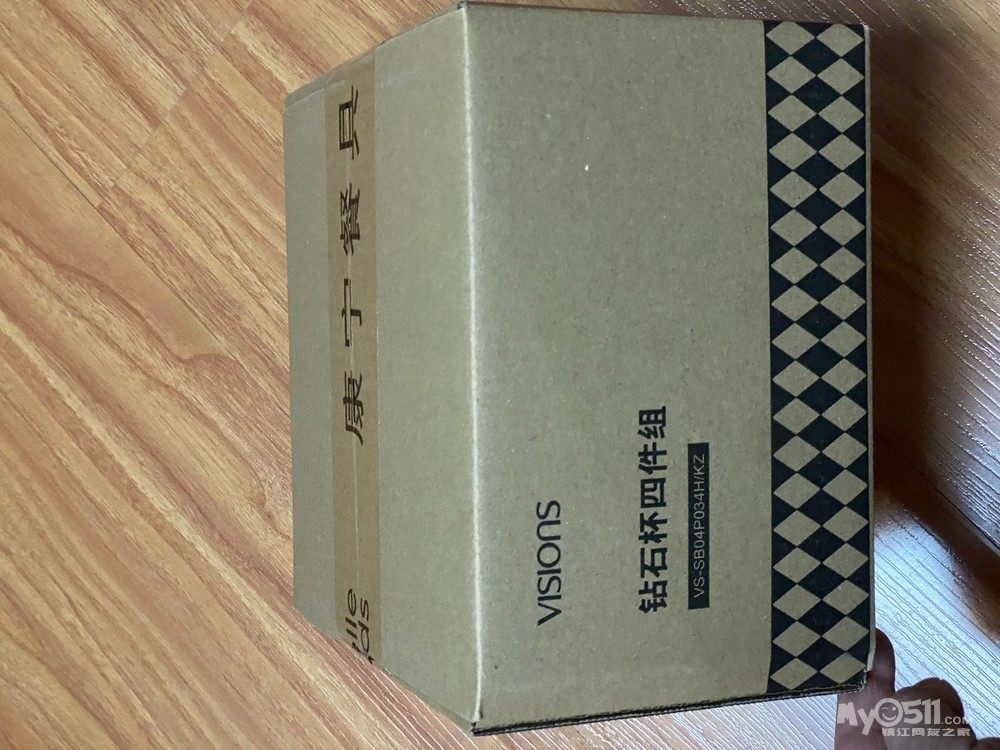 康宁餐具
VISIONS
钻石杯四件组
VS-SB04P034H/KZ
My0511.com
镇江网友之家